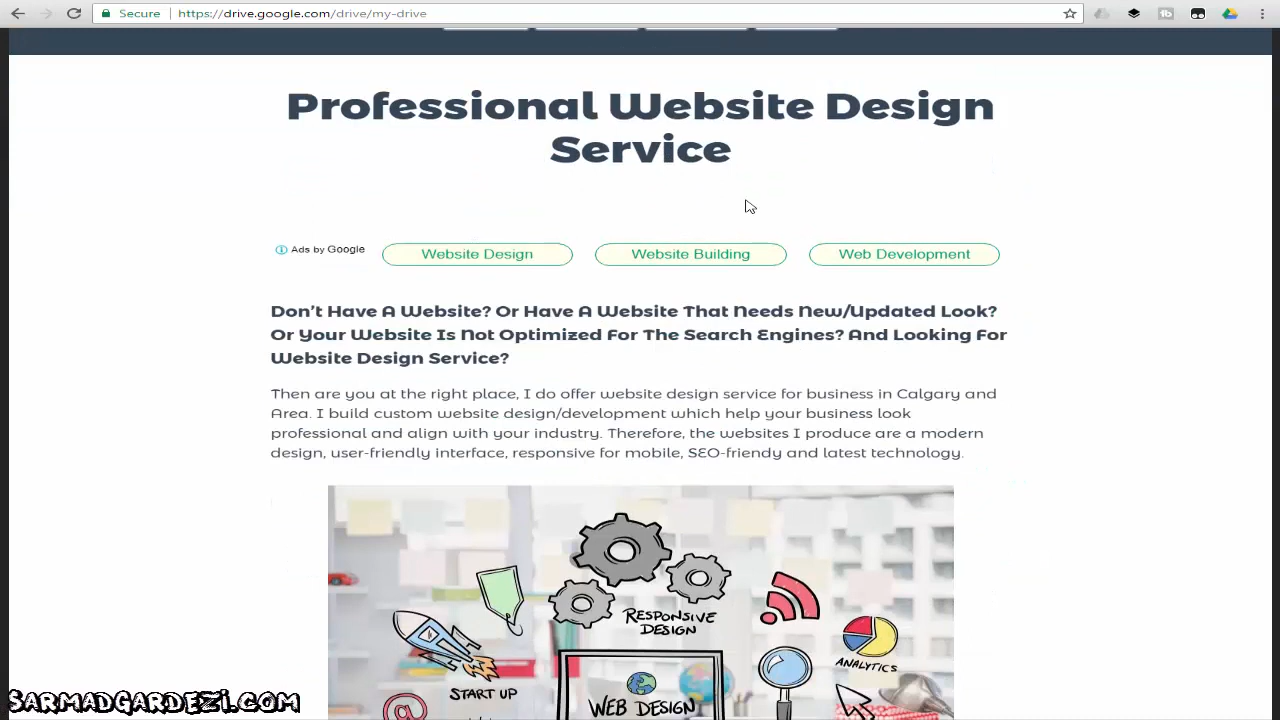 Secure
https://drive.google.com/drive/my-drive
Professional Website Design
Service
Ads by Google
Website Design
Website Building
Web Development
Don't Have A Website? Or Have A Website That Needs New/Updated Look?
Or Your Website Is Not Optimized For The Search Engines? And Looking For
Website Design Service?
Then are you at the right place, I do offer website design service for business in Calgary and
Area. I build custom website design/development which help your business look
professional and align with your industry. Therefore, the websites I produce are a modern
design, user-friendly interface, responsive for mobile, SEO-friendy and latest technology.
RESPONSIVE
DESIGN
ANALYTICS
START UP
WEB DESIGN
@
SARMADGARDEZI.COM